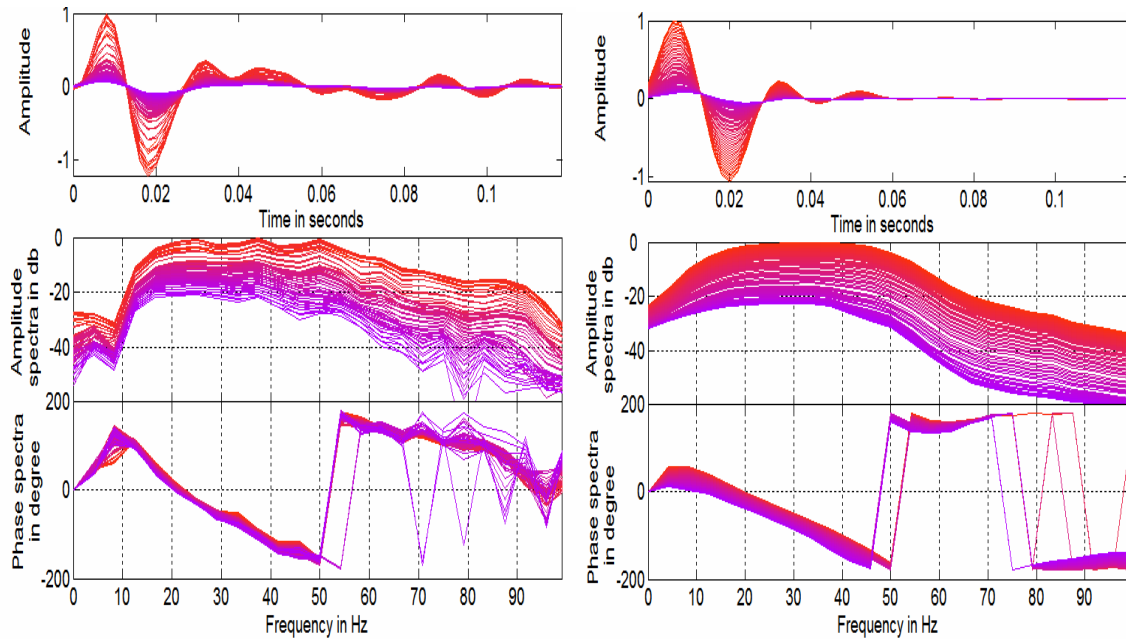 Amplitude
1
0
-1
0 0.02 0.04 0.06 0.08 0.1
Time in seconds
Amplitude
spectra in db
0
-20
-40
200
Phase spectra
in degree
0
-200
0 10 20 30 40 50 60 70 80 90
Frequency in Hz
Amplitude
1
0
-1
0 0.02 0.04 0.06 0.08 0.1
Time in seconds
Amplitude
spectra in db
0
-20
-40
200
Phase spectra
in degree
0
-200
0 10 20 30 40 50 60 70 80 90
Frequency in Hz